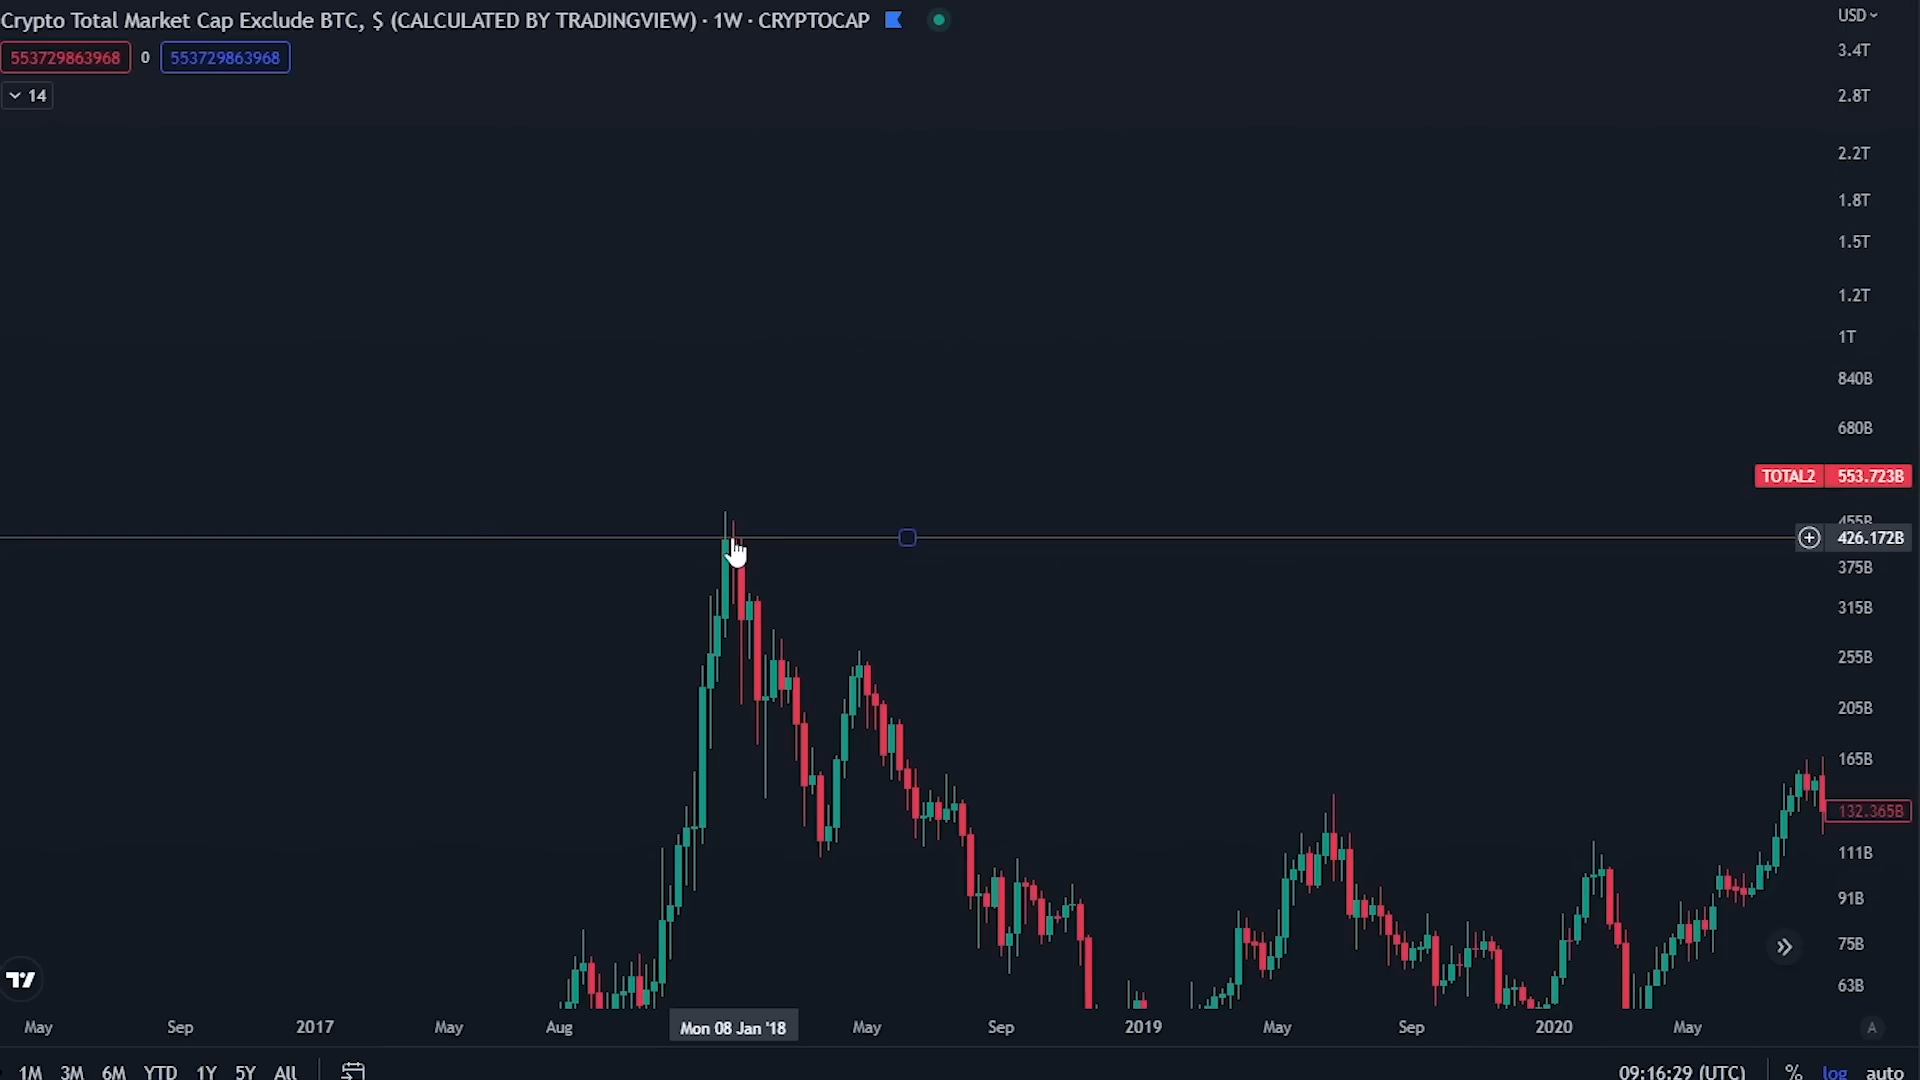 Crypto Total Market Cap Exclude BTC, $ (CALCULATED BY TRADINGVIEW) · 1W · CRYPTOCAP
USD
553729863968 0 553729863968
14
3.4T
2.8T
2.2T
1.8T
1.5T
1.2T
1T
840B
680B
TOTAL2 553.723B
455B
426.172B
375B
315B
255B
205B
165B
132.365B
111B
91B
75B
63B
May Sep 2017 May Aug Mon 08 Jan '18 May Sep 2019 May Sep 2020 May A
1M 3M 6M YTD 1Y 5Y All 09:16:29 (UTC) % log auto